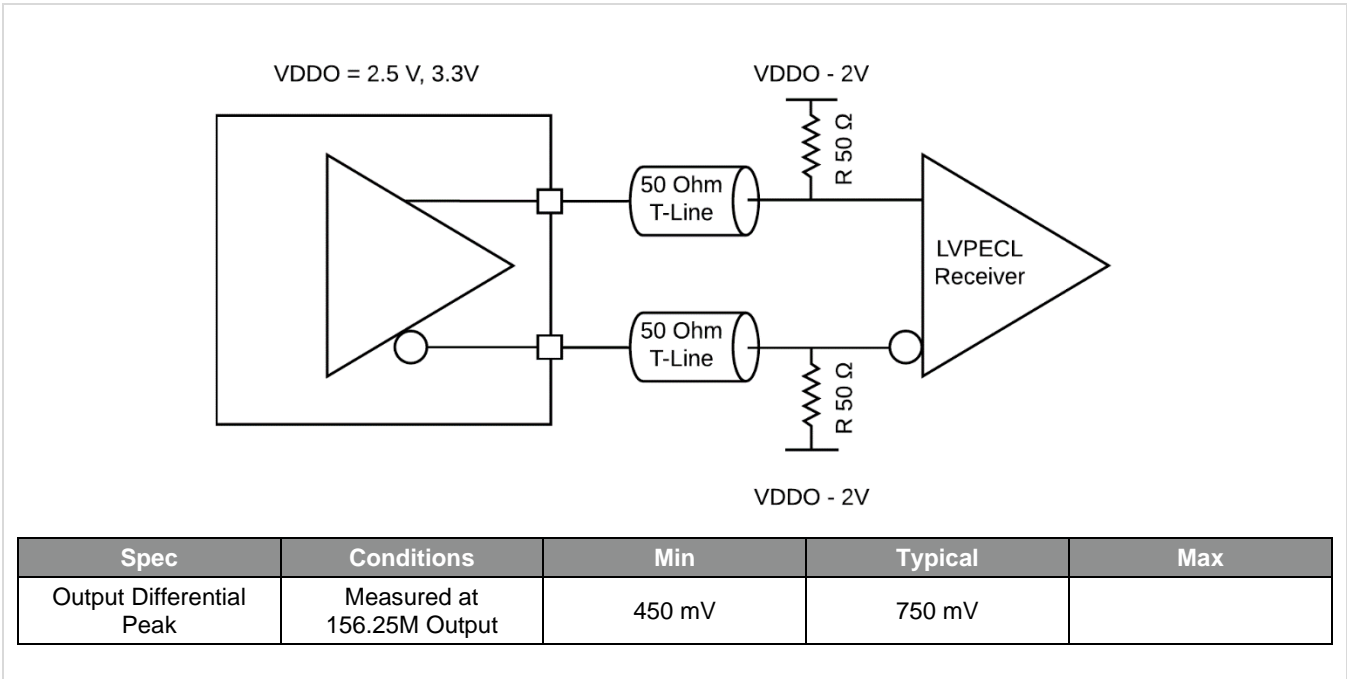 VDDO = 2.5 V, 3.3V
VDDO - 2V
R 50 Ω
50 Ohm
T-Line
LVPECL
Receiver
50 Ohm
T-Line
R 50 Ω
VDDO - 2V
Spec Conditions Min Typical Max
Output Differential
Peak
Measured at
156.25M Output
450 mV
750 mV